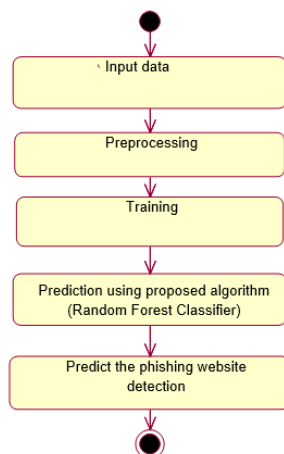 Input data
Preprocessing
Training
Prediction using proposed algorithm
(Random Forest Classifier)
Predict the phishing website
detection